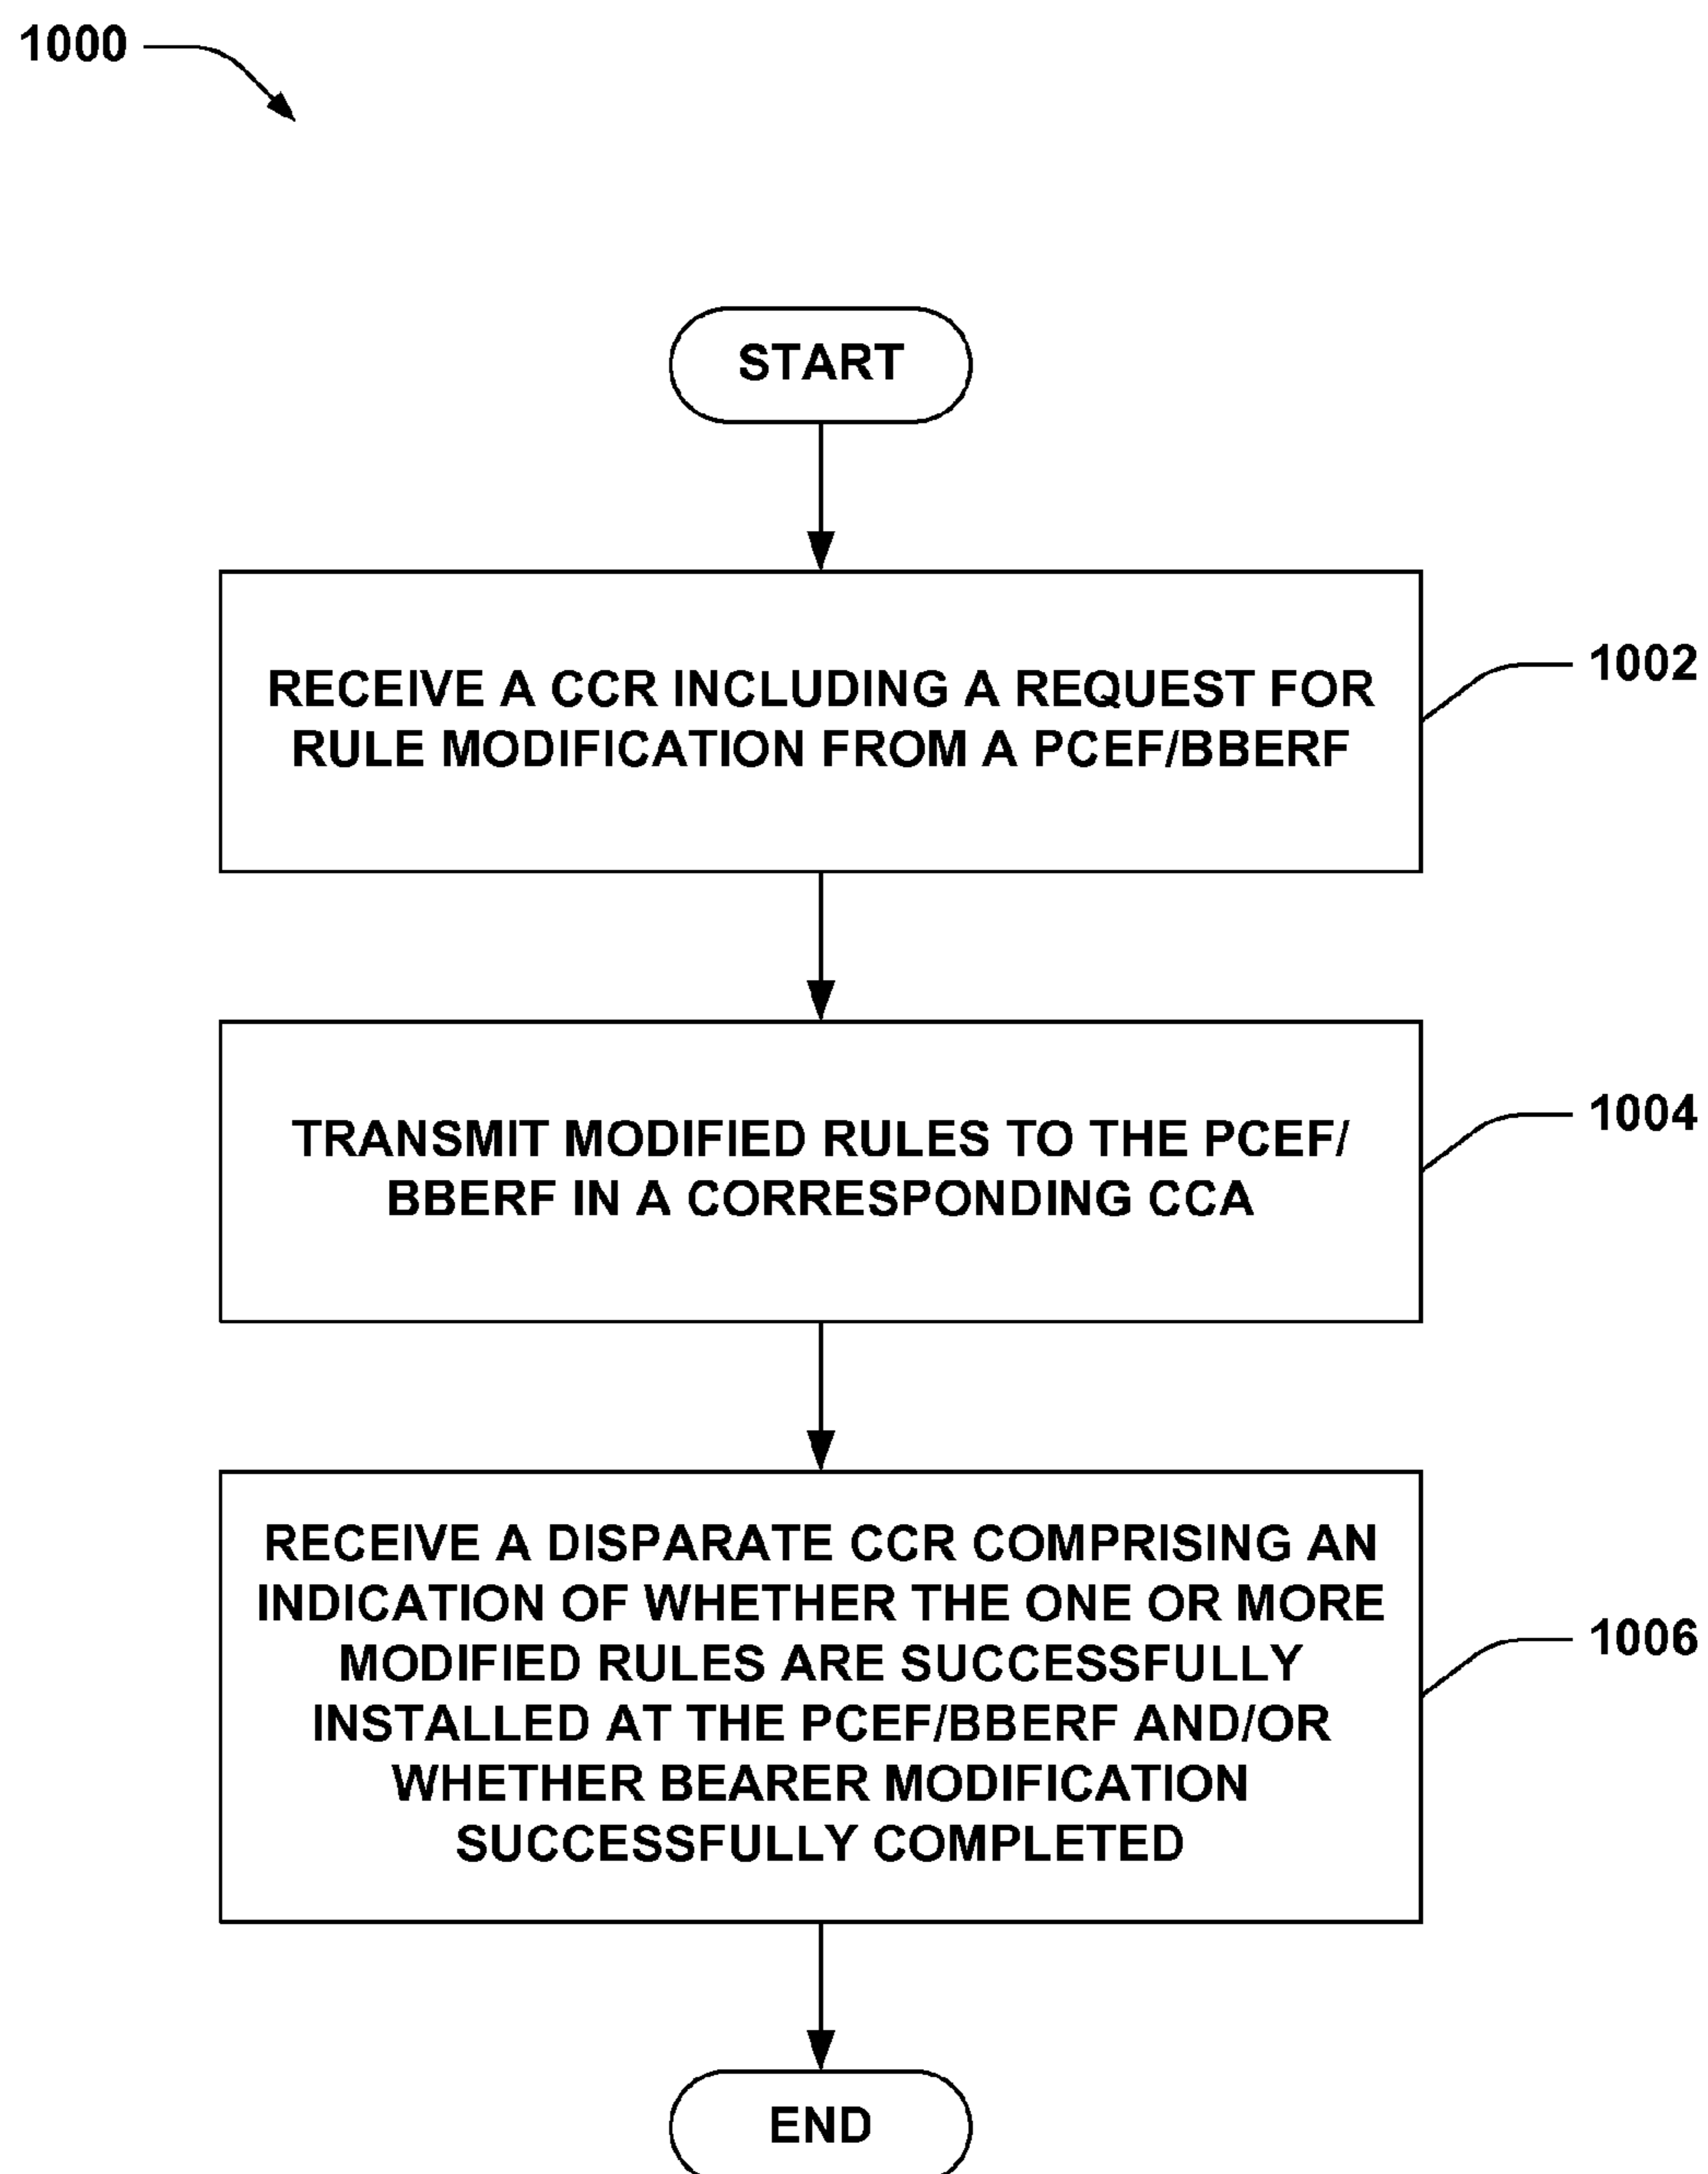 1000
START
RECEIVE A CCR INCLUDING A REQUEST FOR
RULE MODIFICATION FROM A PCEF/BBERF
1002
TRANSMIT MODIFIED RULES TO THE PCEF/
BBERF IN A CORRESPONDING CCA
1004
RECEIVE A DISPARATE CCR COMPRISING AN
INDICATION OF WHETHER THE ONE OR MORE
MODIFIED RULES ARE SUCCESSFULLY
INSTALLED AT THE PCEF/BBERF AND/OR
WHETHER BEARER MODIFICATION
SUCCESSFULLY COMPLETED
1006
END